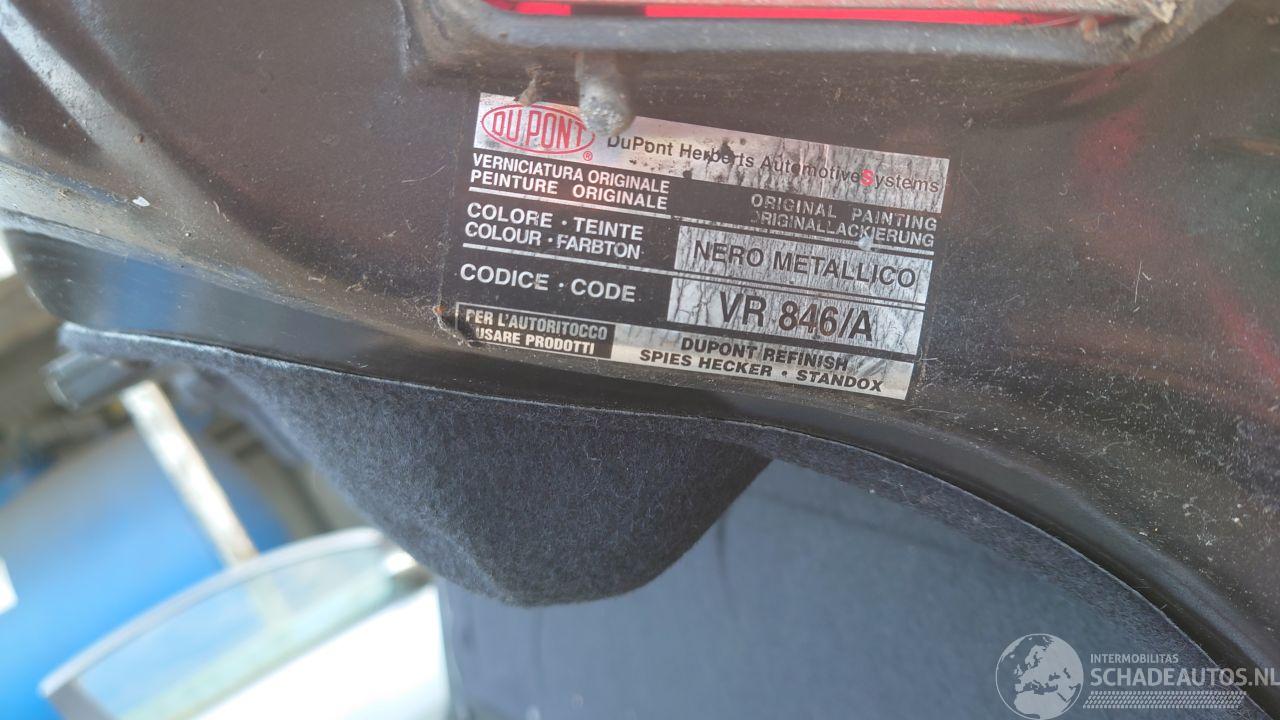 DU PONT ®
DuPont Herberts AutomotiveSystems
VERNICIATURA ORIGINALE
PEINTURE ORIGINALE
ORIGINAL PAINTING
ORIGINALLACKIERUNG
COLORE · TEINTE
COLOUR · FARBTON
NERO METALLICO
CODICE · CODE
VR 846/A
PER L'AUTORITOCCO
USARE PRODOTTI
DUPONT REFINISH
SPIES HECKER · STANDOX
INTERMOBILITAS
SCHADEAUTOS.NL